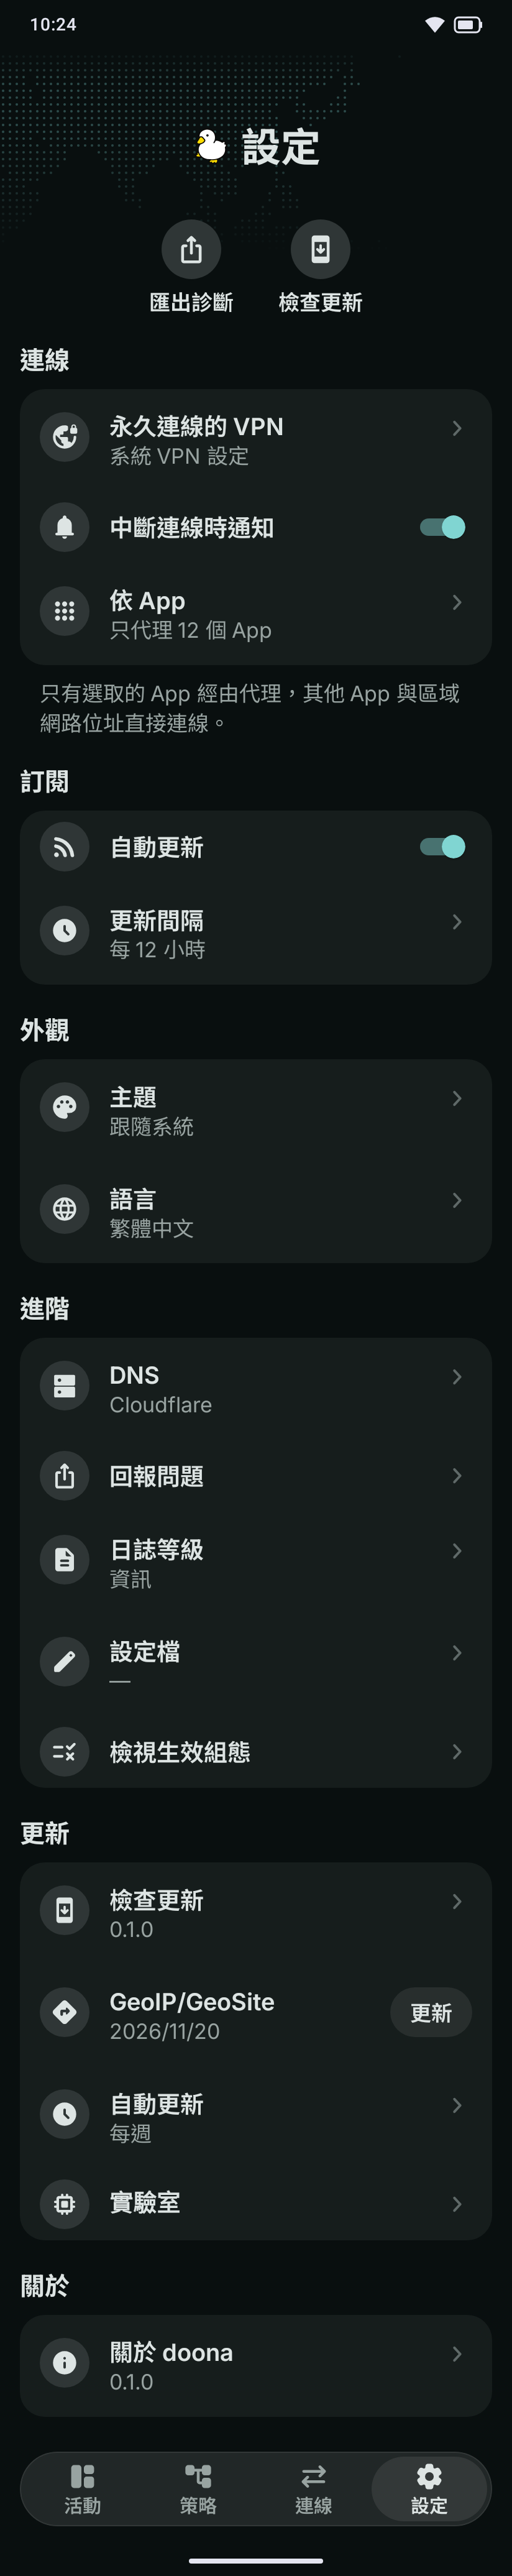 10:24
設定
匯出診斷
檢查更新
連線
永久連線的 VPN
系統 VPN 設定
中斷連線時通知
依 App
只代理 12 個 App
只有選取的 App 經由代理，其他 App 與區域
網路位址直接連線。
訂閱
自動更新
更新間隔
每 12 小時
外觀
主題
跟隨系統
語言
繁體中文
進階
DNS
Cloudflare
回報問題
日誌等級
資訊
設定檔
—
檢視生效組態
更新
檢查更新
0.1.0
GeoIP/GeoSite
2026/11/20
更新
自動更新
每週
實驗室
關於
關於 doona
0.1.0
活動
策略
連線
設定